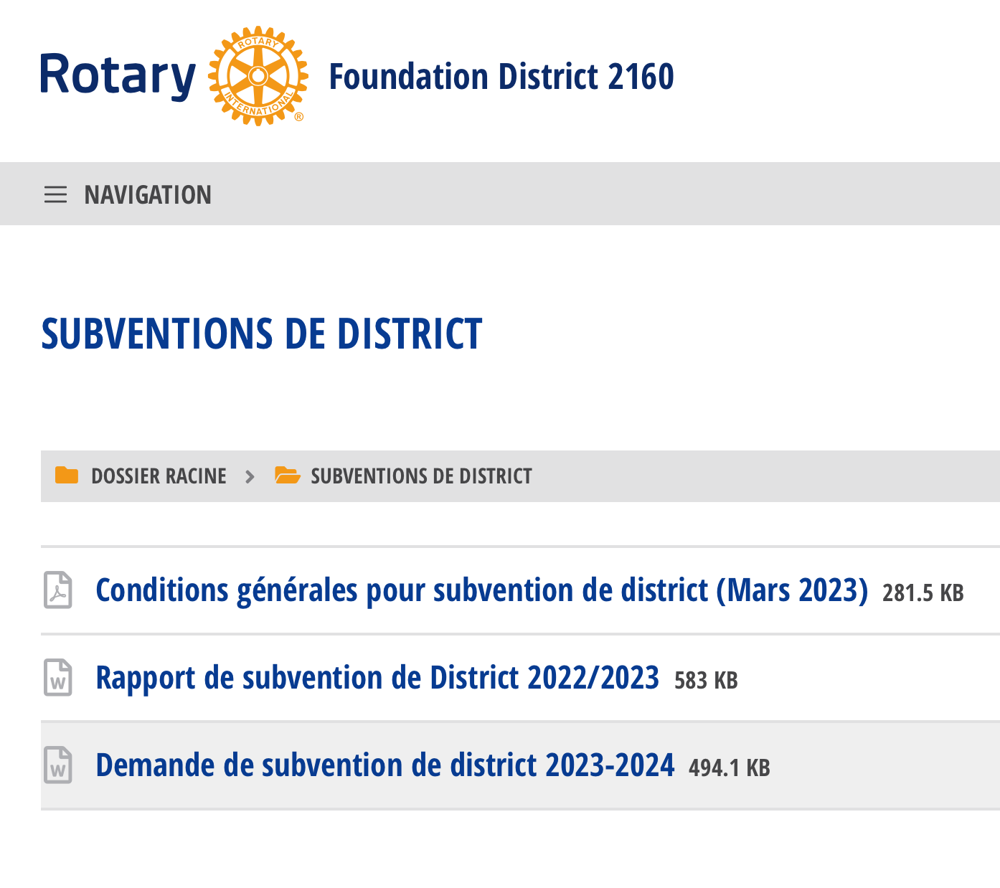 Rotary
ROTARY
INTERNATIONAL
®
Foundation District 2160
NAVIGATION
SUBVENTIONS DE DISTRICT
DOSSIER RACINE > SUBVENTIONS DE DISTRICT
Conditions générales pour subvention de district (Mars 2023) 281.5 KB
W Rapport de subvention de District 2022/2023 583 KB
W Demande de subvention de district 2023-2024 494.1 KB